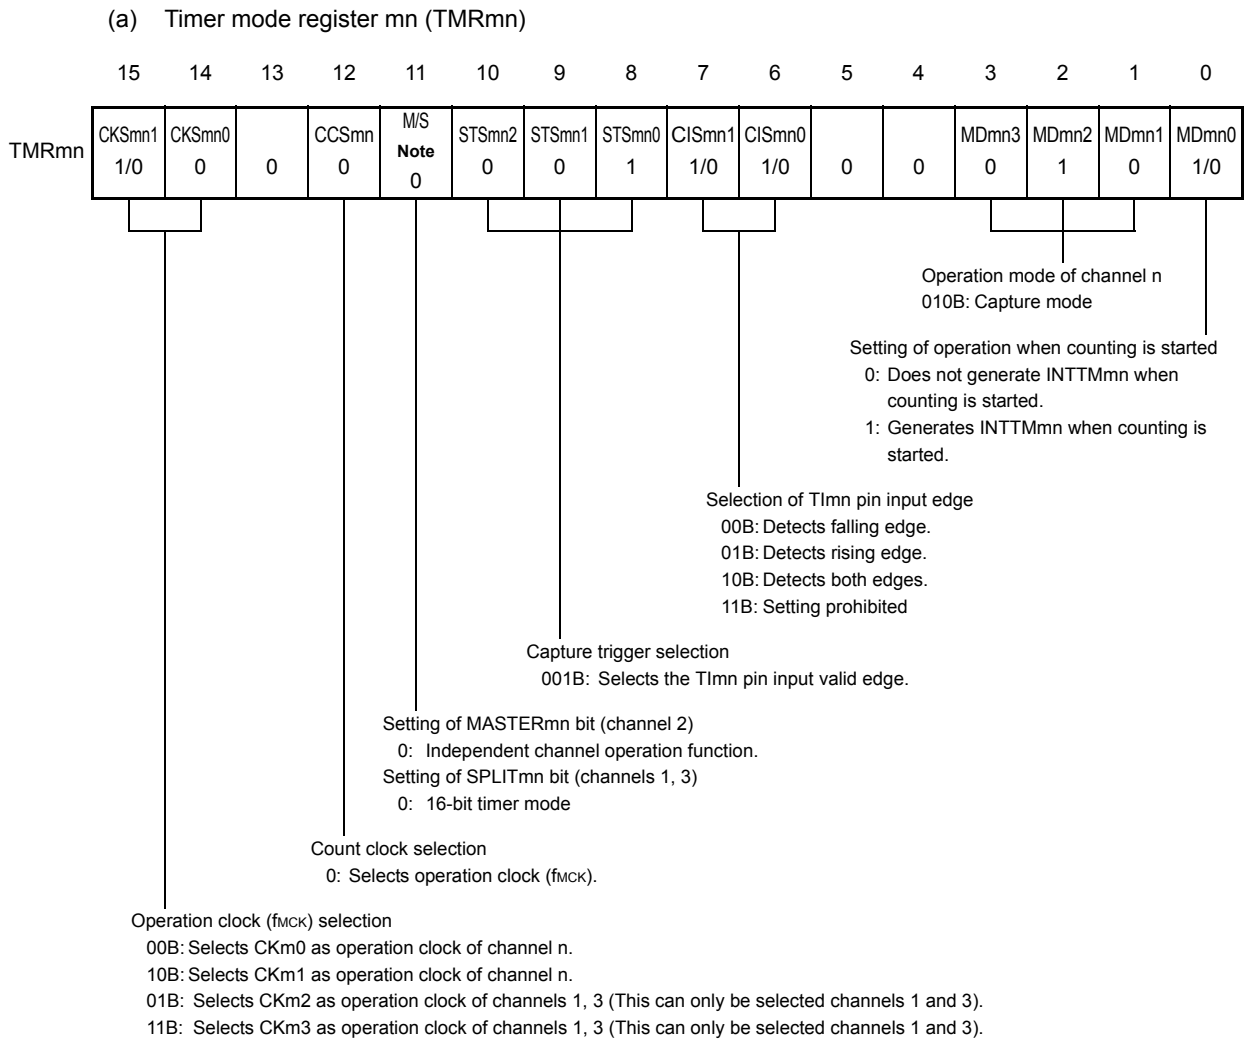 (a) Timer mode register mn (TMRmn)
15 14 13 12 11 10 9 8 7 6 5 4 3 2 1 0
TMRmn
CKSmn1 CKSmn0 CCSmn M/S STSmn2 STSmn1 STSmn0 CISmn1 CISmn0 MDmn3 MDmn2 MDmn1 MDmn0
Note
1/0 0 0 0 0 0 0 1 1/0 1/0 0 0 0 1 0 1/0
Operation mode of channel n
010B: Capture mode
Setting of operation when counting is started
0: Does not generate INTTMmn when
counting is started.
1: Generates INTTMmn when counting is
started.
Selection of TImn pin input edge
00B: Detects falling edge.
01B: Detects rising edge.
10B: Detects both edges.
11B: Setting prohibited
Capture trigger selection
001B: Selects the TImn pin input valid edge.
Setting of MASTERmn bit (channel 2)
0: Independent channel operation function.
Setting of SPLITmn bit (channels 1, 3)
0: 16-bit timer mode
Count clock selection
0: Selects operation clock (fMCK).
Operation clock (fMCK) selection
00B: Selects CKm0 as operation clock of channel n.
10B: Selects CKm1 as operation clock of channel n.
01B: Selects CKm2 as operation clock of channels 1, 3 (This can only be selected channels 1 and 3).
11B: Selects CKm3 as operation clock of channels 1, 3 (This can only be selected channels 1 and 3).